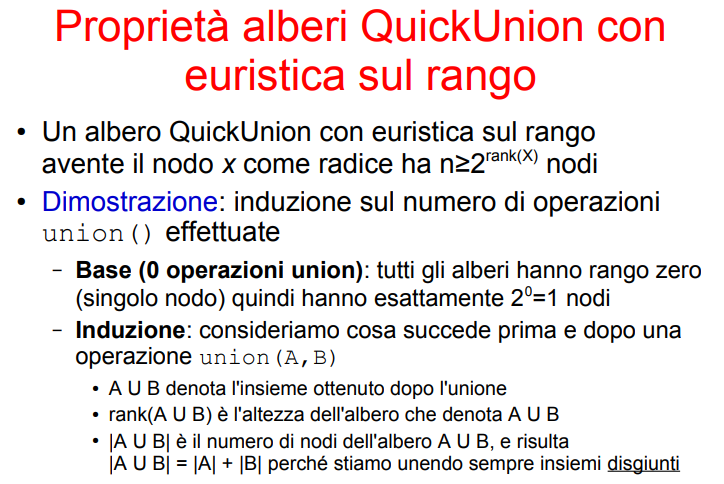 Proprietà alberi QuickUnion con
euristica sul rango
• Un albero QuickUnion con euristica sul rango
avente il nodo x come radice ha n≥2^rank(X) nodi
• Dimostrazione: induzione sul numero di operazioni
union() effettuate
– Base (0 operazioni union): tutti gli alberi hanno rango zero
(singolo nodo) quindi hanno esattamente 2^0=1 nodi
– Induzione: consideriamo cosa succede prima e dopo una
operazione union(A,B)
• A U B denota l'insieme ottenuto dopo l'unione
• rank(A U B) è l'altezza dell'albero che denota A U B
• |A U B| è il numero di nodi dell'albero A U B, e risulta
|A U B| = |A| + |B| perché stiamo unendo sempre insiemi disgiunti